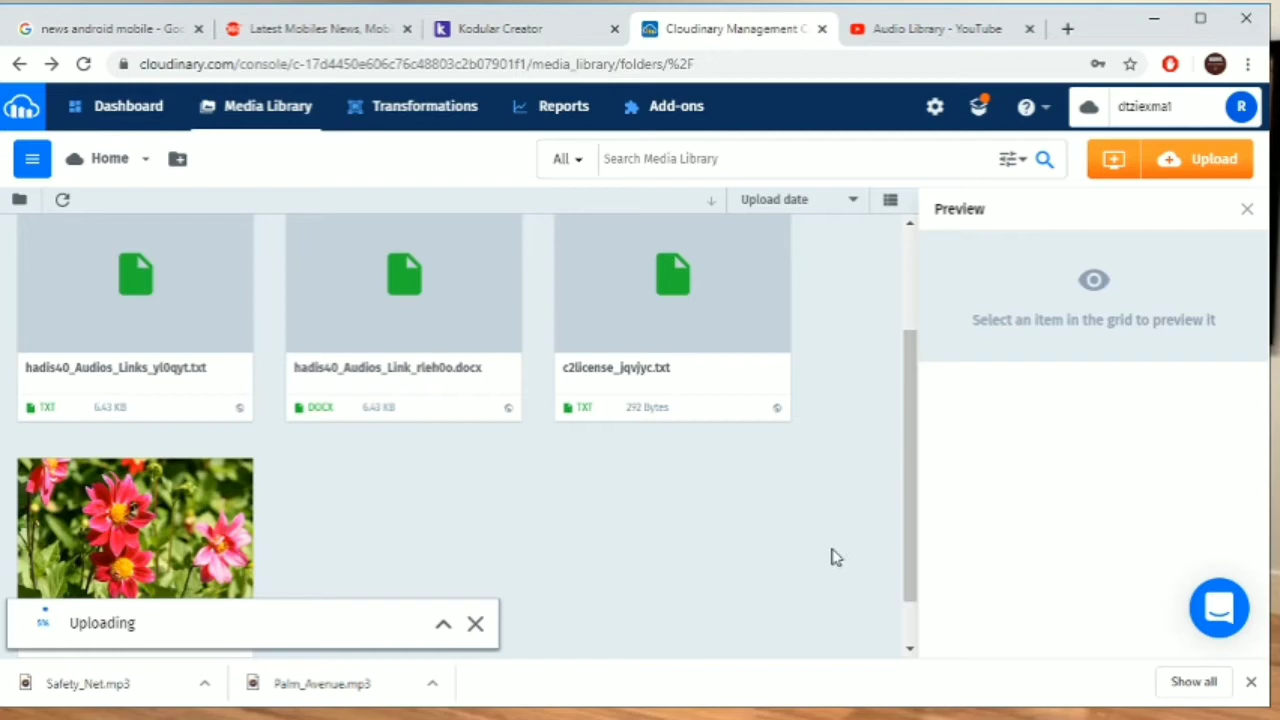 news android mobile - Goo
Latest Mobiles News, Mob
Kodular Creator
Cloudinary Management C
Audio Library - YouTube
cloudinary.com/console/c-17d4450e606c76c48803c2b07901f1/media_library/folders/%2F
Dashboard
Media Library
Transformations
Reports
Add-ons
dtziexma1
R
Home
All
Search Media Library
Upload
Upload date
Preview
Select an item in the grid to preview it
hadis40_Audios_Links_yl0qyt.txt
hadis40_Audios_Link_rleh0o.docx
c2license_jqvjyc.txt
TXT 6.43 KB
DOCX 6.43 KB
TXT 292 Bytes
5% Uploading
Safety_Net.mp3
Palm_Avenue.mp3
Show all